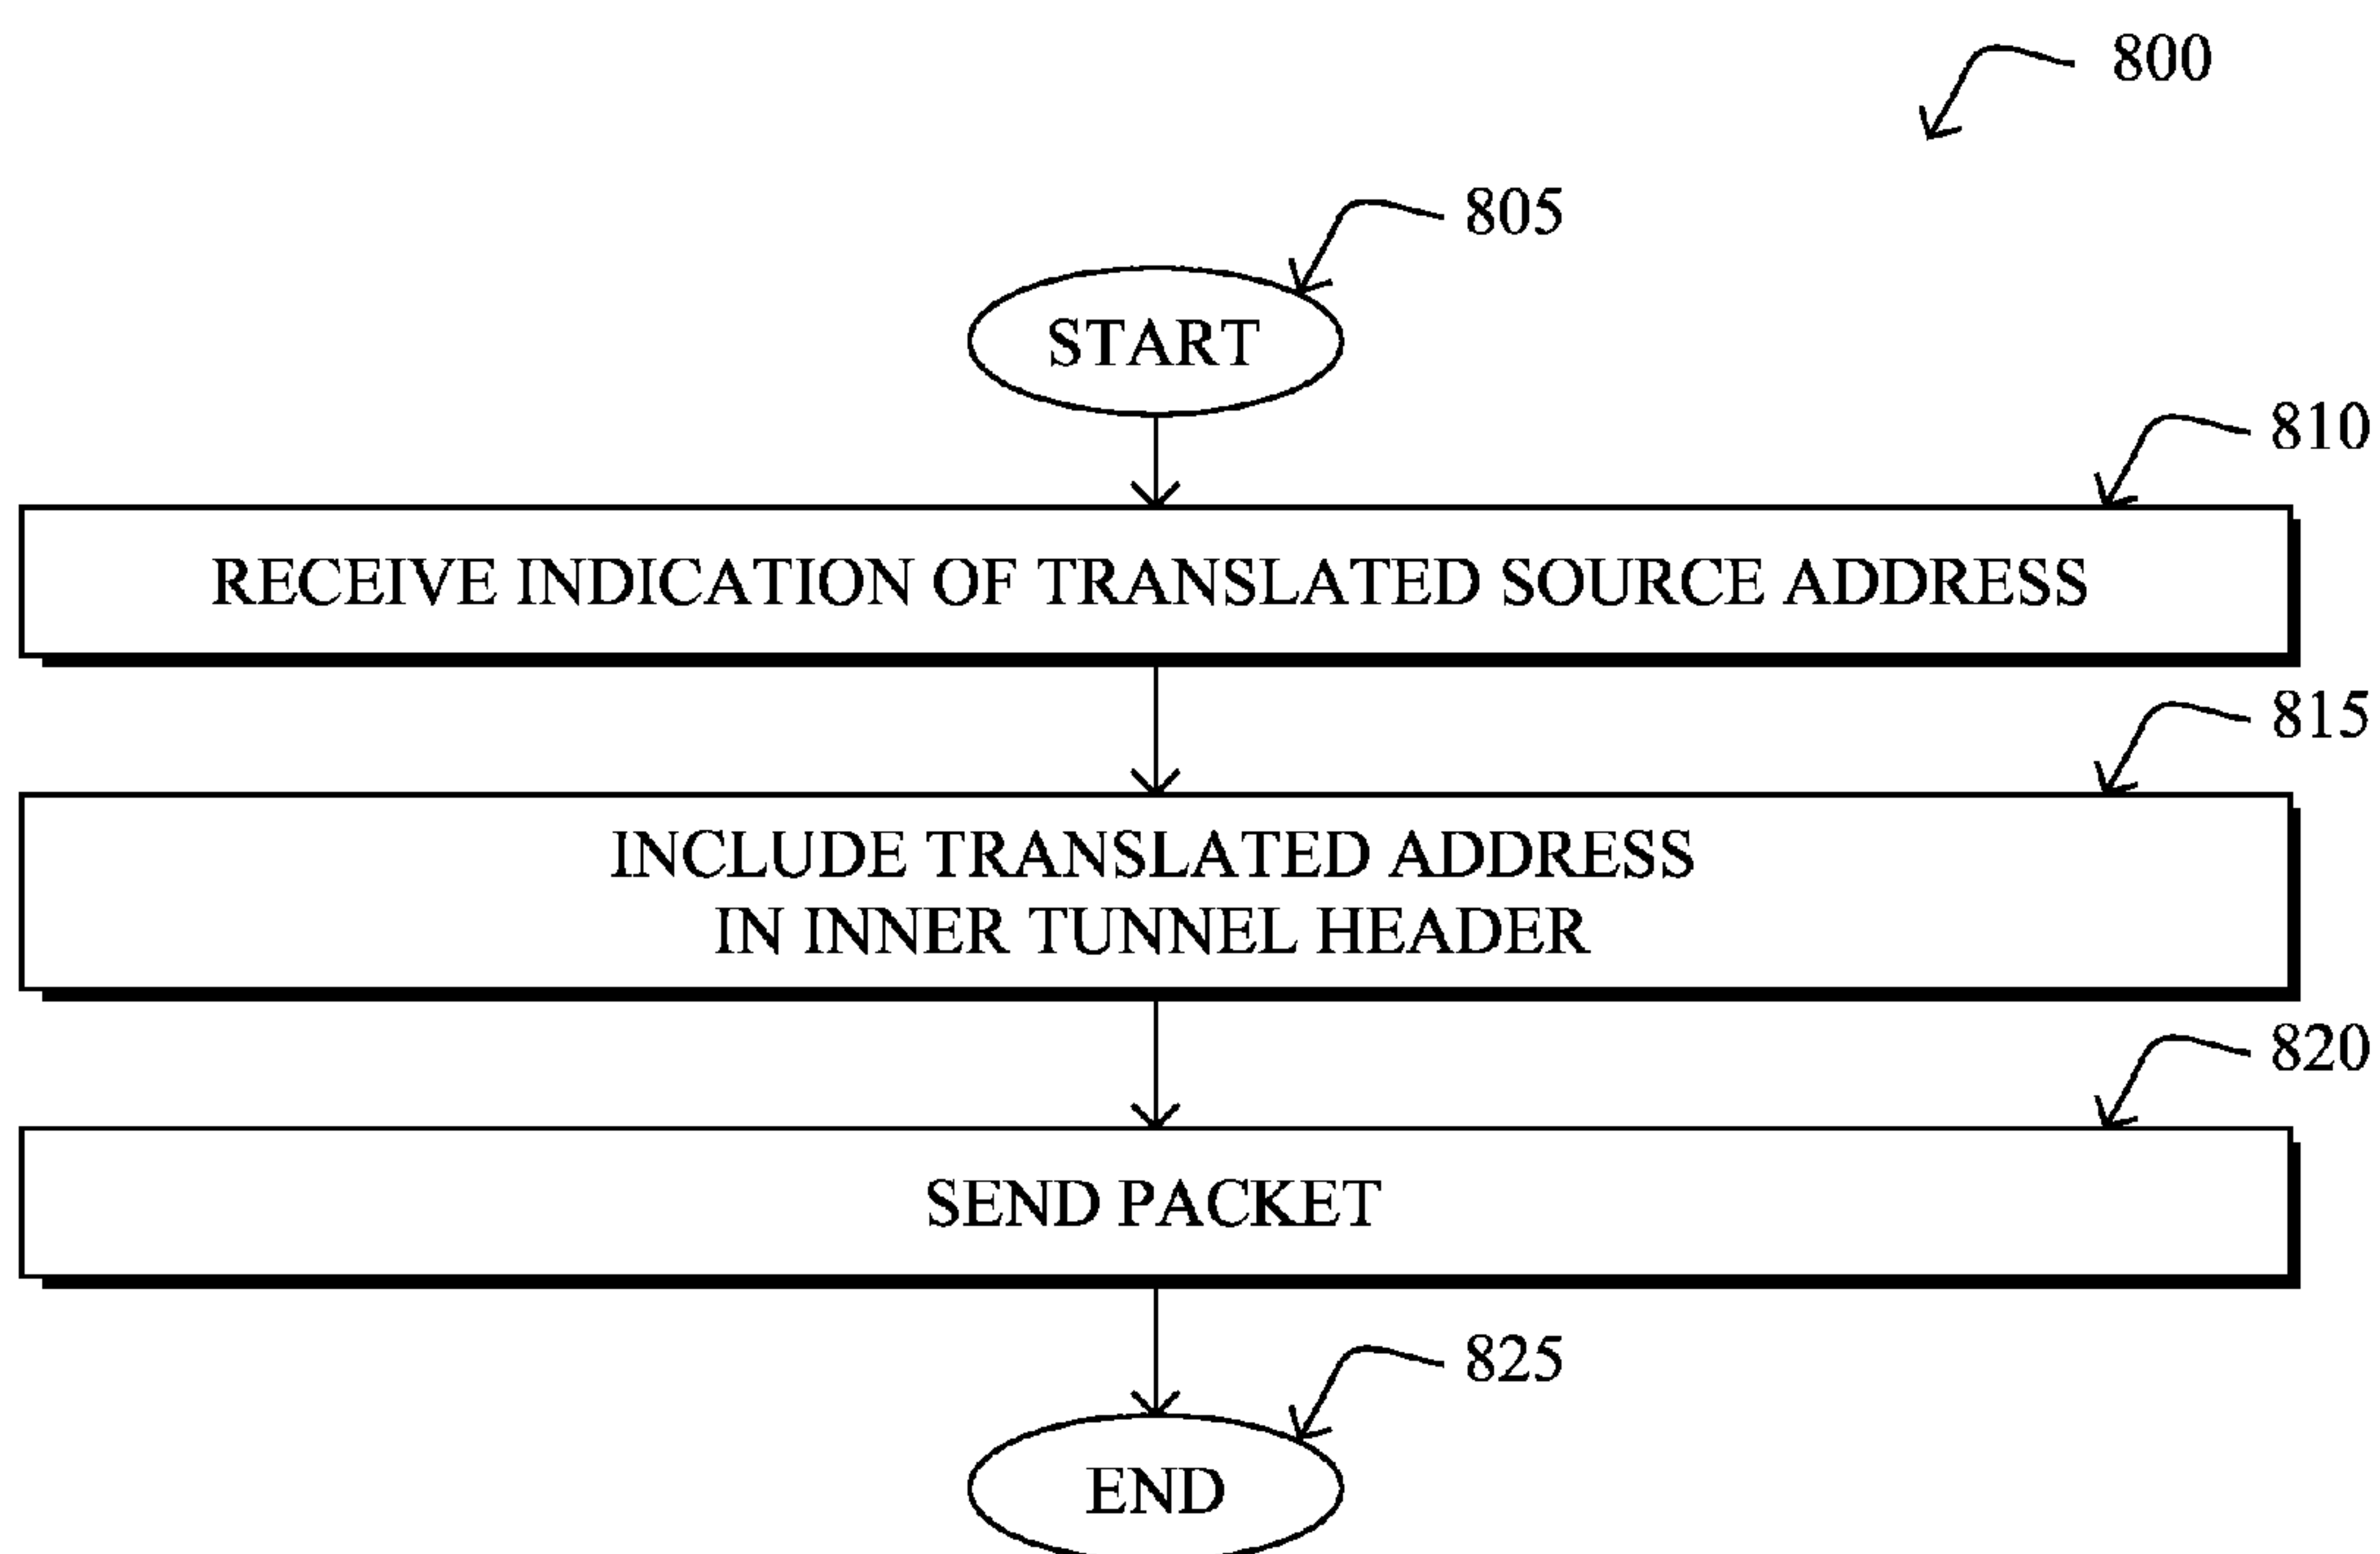 800
805
START
810
RECEIVE INDICATION OF TRANSLATED SOURCE ADDRESS
815
INCLUDE TRANSLATED ADDRESS
IN INNER TUNNEL HEADER
820
SEND PACKET
825
END